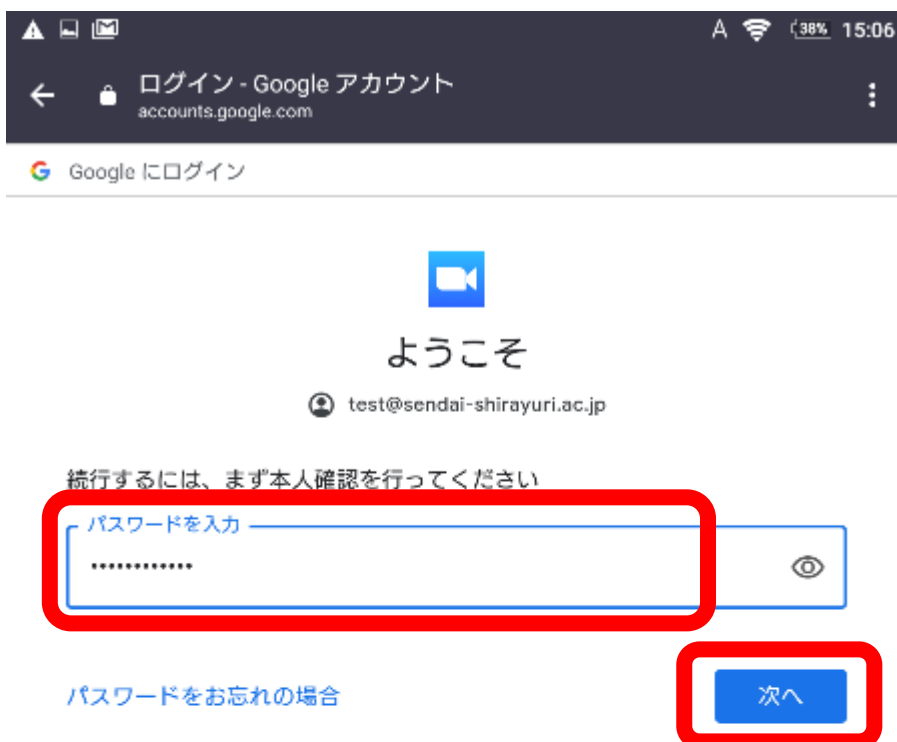 A 38% 15:06
ログイン - Google アカウント
accounts.google.com
G Google にログイン
ようこそ
test@sendai-shirayuri.ac.jp
続行するには、まず本人確認を行ってください
パスワードを入力
••••••••••••
パスワードをお忘れの場合
次へ